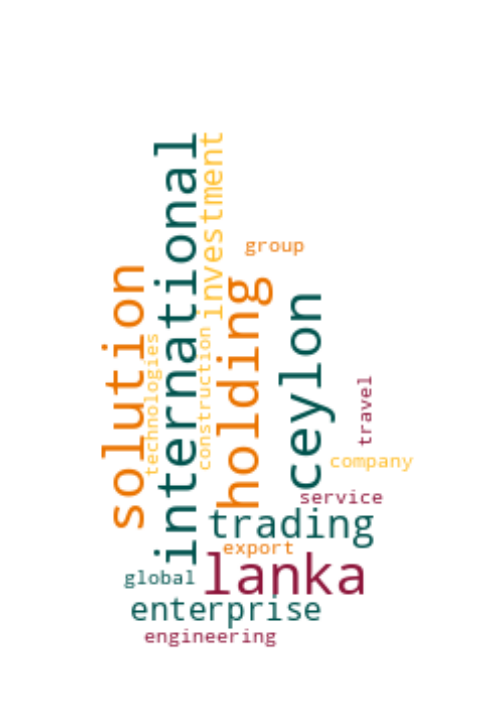 international
investment
group
solution
technologies
construction
holding
ceylon
travel
company
service
trading
export
lanka
global
enterprise
engineering